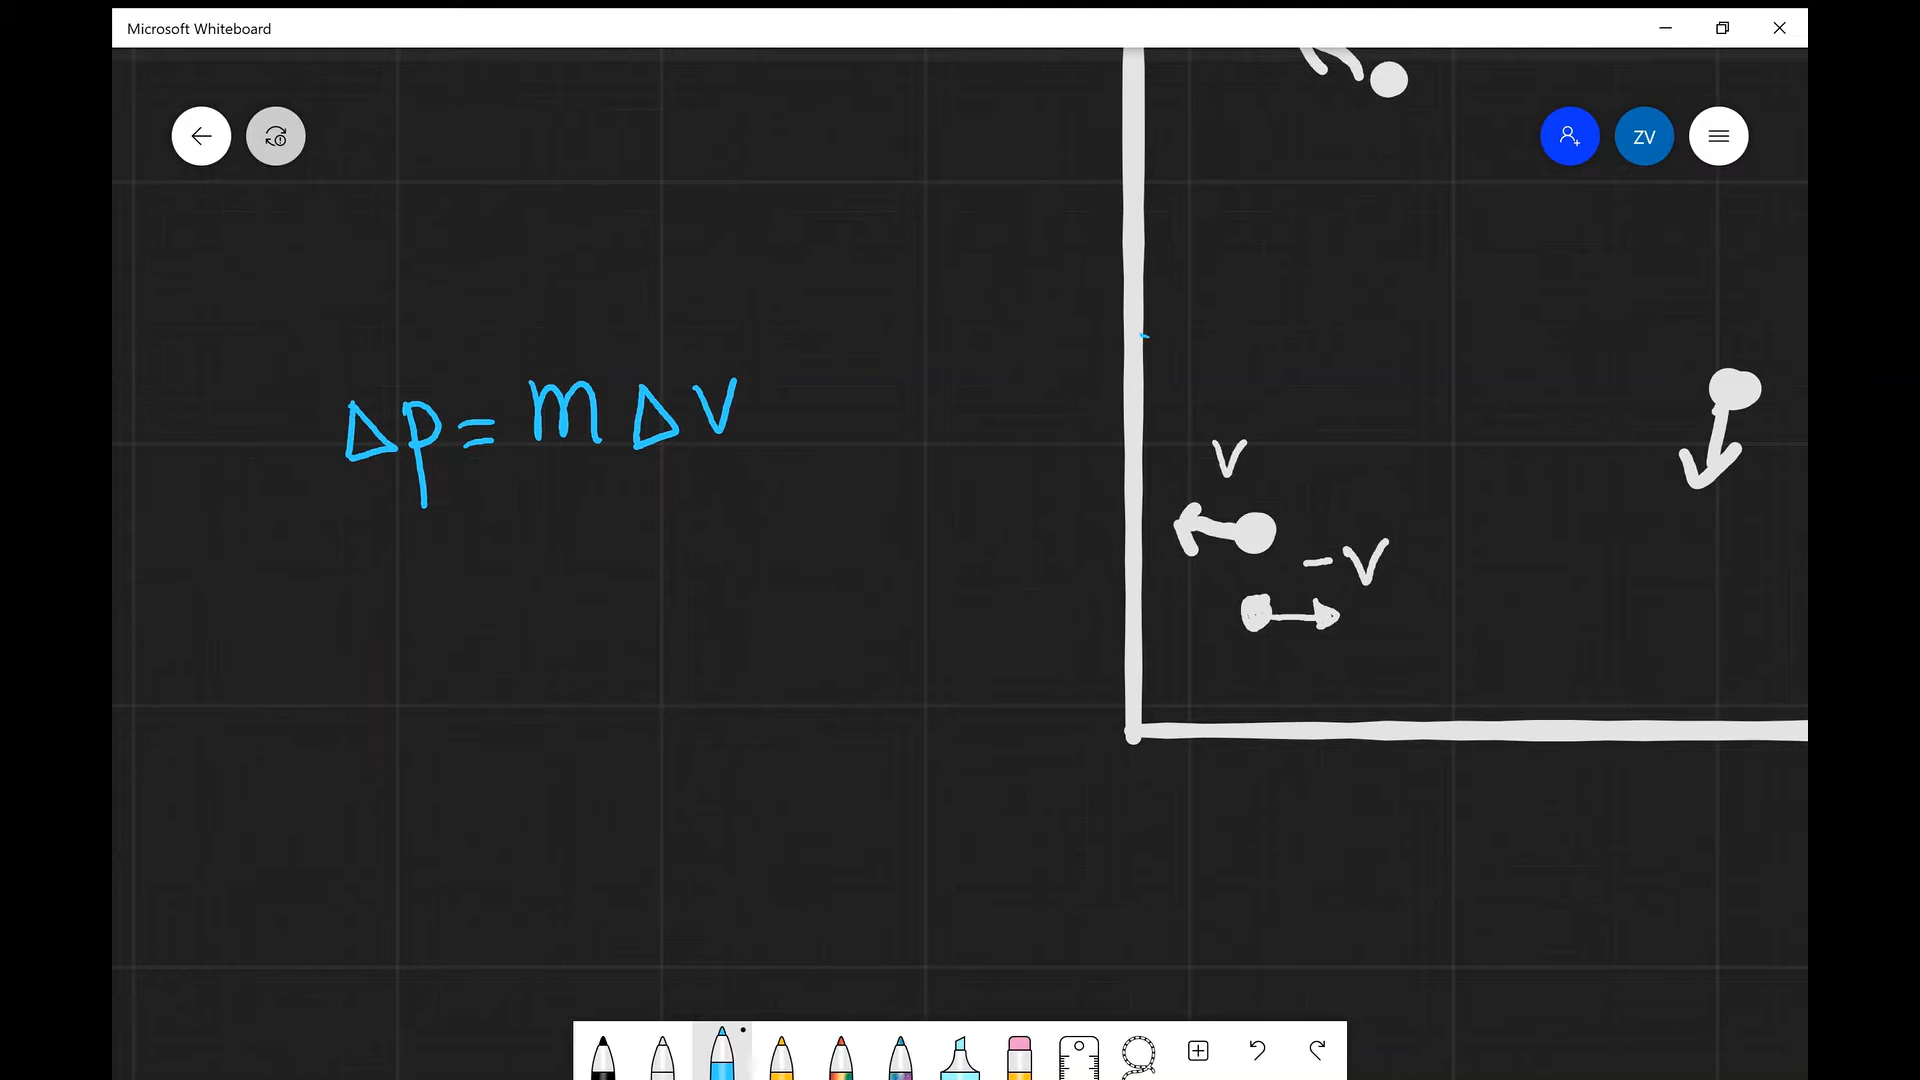 Microsoft Whiteboard
ZV
Δp = m Δv
v
-v